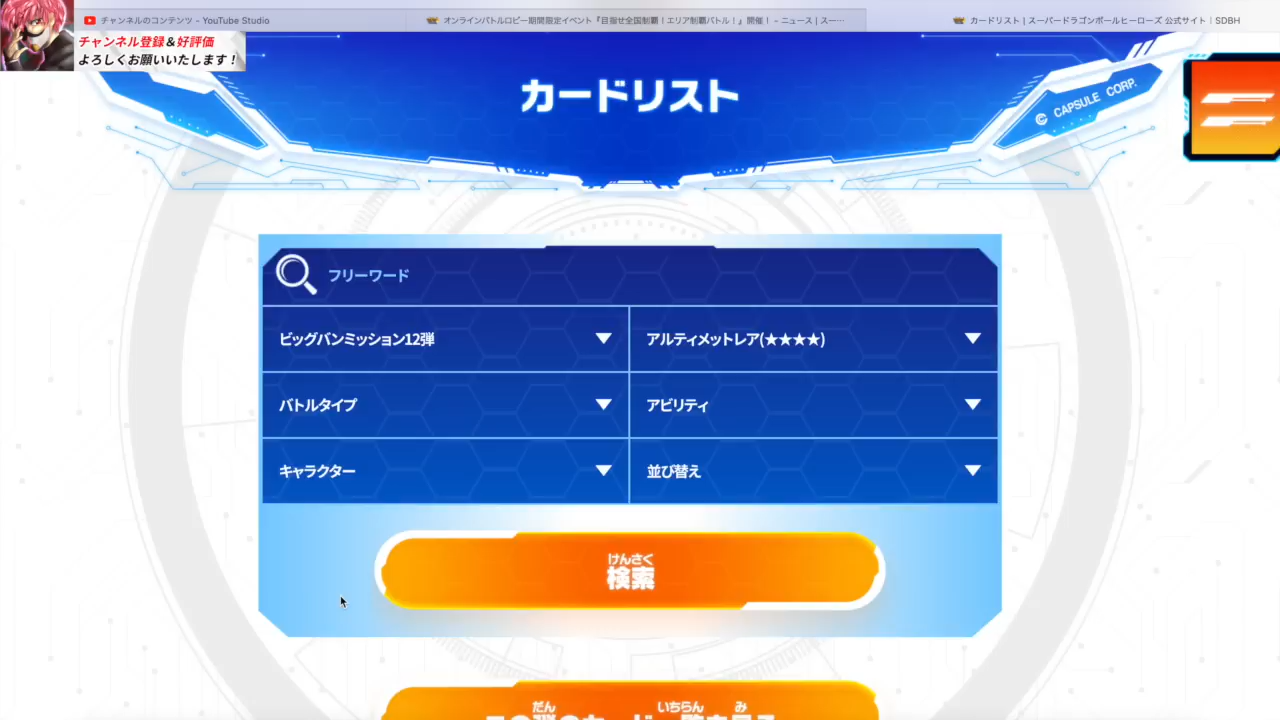 チャンネルのコンテンツ - YouTube Studio
オンラインバトルロビー期間限定イベント『目指せ全国制覇！エリア制覇バトル！』開催！ - ニュース | スー…
カードリスト | スーパードラゴンボールヒーローズ 公式サイト｜SDBH
チャンネル登録＆好評価
よろしくお願いいたします！
カードリスト
© CAPSULE CORP.
フリーワード
ビッグバンミッション12弾
アルティメットレア(★★★★)
バトルタイプ
アビリティ
キャラクター
並び替え
けんさく
検索
だん いちらん み